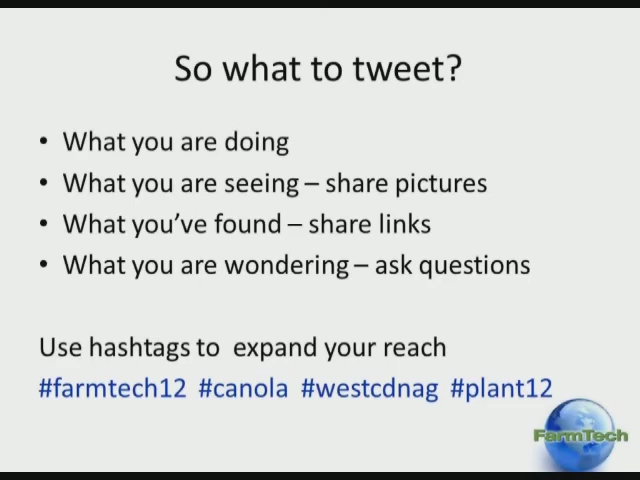 So what to tweet?
• What you are doing
• What you are seeing – share pictures
• What you’ve found – share links
• What you are wondering – ask questions
Use hashtags to  expand your reach
#farmtech12 #canola #westcdnag #plant12
FarmTech